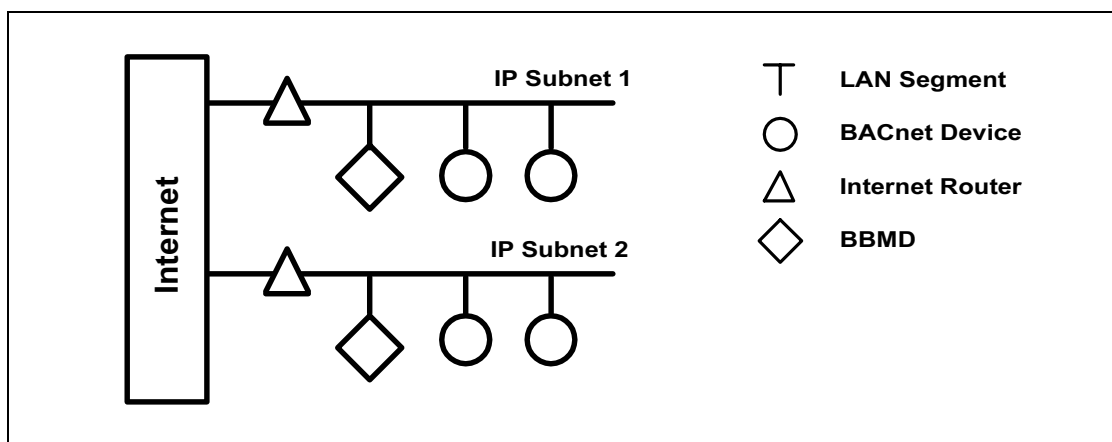 Internet
IP Subnet 1
IP Subnet 2
LAN Segment
BACnet Device
Internet Router
BBMD